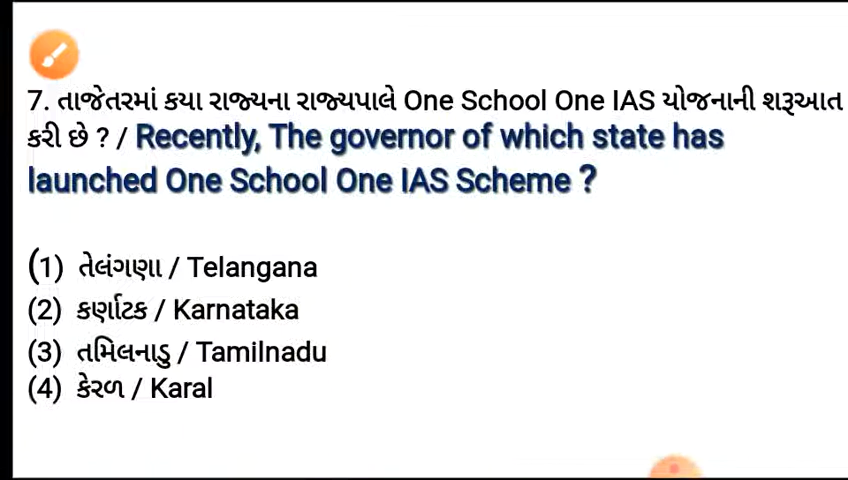 7. તાજેતરમાં કયા રાજ્યના રાજ્યપાલે One School One IAS યોજનાની શરૂઆત
કરી છે ? / Recently, The governor of which state has
launched One School One IAS Scheme ?
(1) તેલંગણા / Telangana
(2) કર્ણાટક / Karnataka
(3) તમિલનાડુ / Tamilnadu
(4) કેરળ / Karal